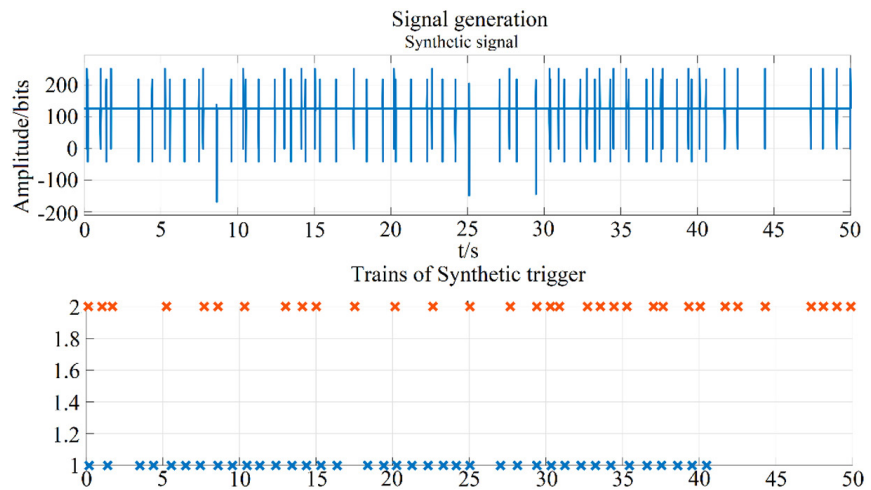 Signal generation
Synthetic signal
Amplitude/bits
200
100
0
-100
-200
0 5 10 15 20 25 30 35 40 45 50
t/s
Trains of Synthetic trigger
2
1.8
1.6
1.4
1.2
1
0 5 10 15 20 25 30 35 40 45 50